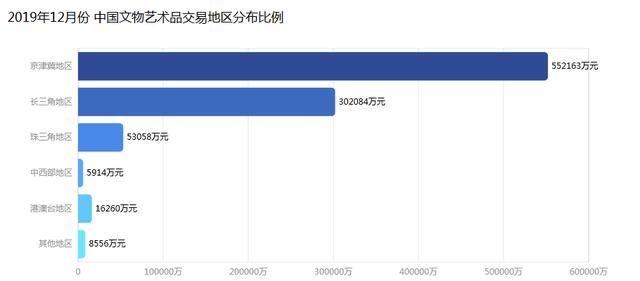 2019年12月份 中国文物艺术品交易地区分布比例
京津冀地区 552163万元
长三角地区 302084万元
珠三角地区 53058万元
中西部地区 5914万元
港澳台地区 16260万元
其他地区 8556万元
0 100000万 200000万 300000万 400000万 500000万 600000万